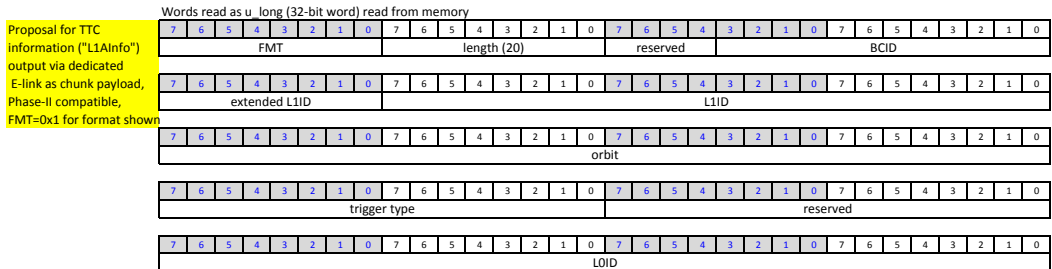 Words read as u_long (32-bit word) read from memory
Proposal for TTC
information ("L1AInfo")
output via dedicated
E-link as chunk payload,
Phase-II compatible,
FMT=0x1 for format shown
7 6 5 4 3 2 1 0 7 6 5 4 3 2 1 0 7 6 5 4 3 2 1 0 7 6 5 4 3 2 1 0
FMT length (20) reserved BCID
7 6 5 4 3 2 1 0 7 6 5 4 3 2 1 0 7 6 5 4 3 2 1 0 7 6 5 4 3 2 1 0
extended L1ID L1ID
7 6 5 4 3 2 1 0 7 6 5 4 3 2 1 0 7 6 5 4 3 2 1 0 7 6 5 4 3 2 1 0
orbit
7 6 5 4 3 2 1 0 7 6 5 4 3 2 1 0 7 6 5 4 3 2 1 0 7 6 5 4 3 2 1 0
trigger type reserved
7 6 5 4 3 2 1 0 7 6 5 4 3 2 1 0 7 6 5 4 3 2 1 0 7 6 5 4 3 2 1 0
L0ID